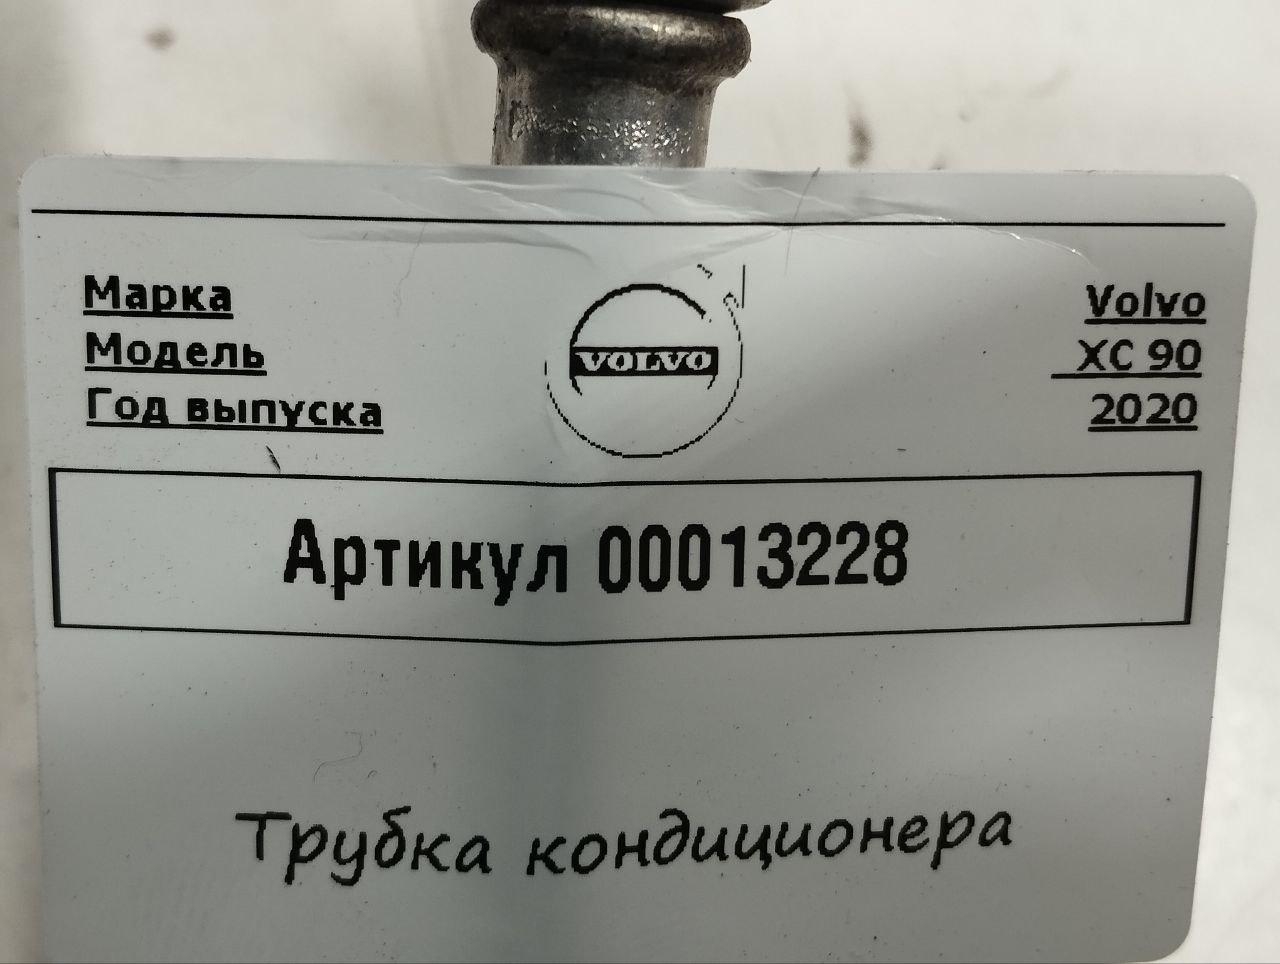 Марка Volvo
Модель VOLVO XC 90
Год выпуска 2020
Артикул 00013228
Трубка кондиционера